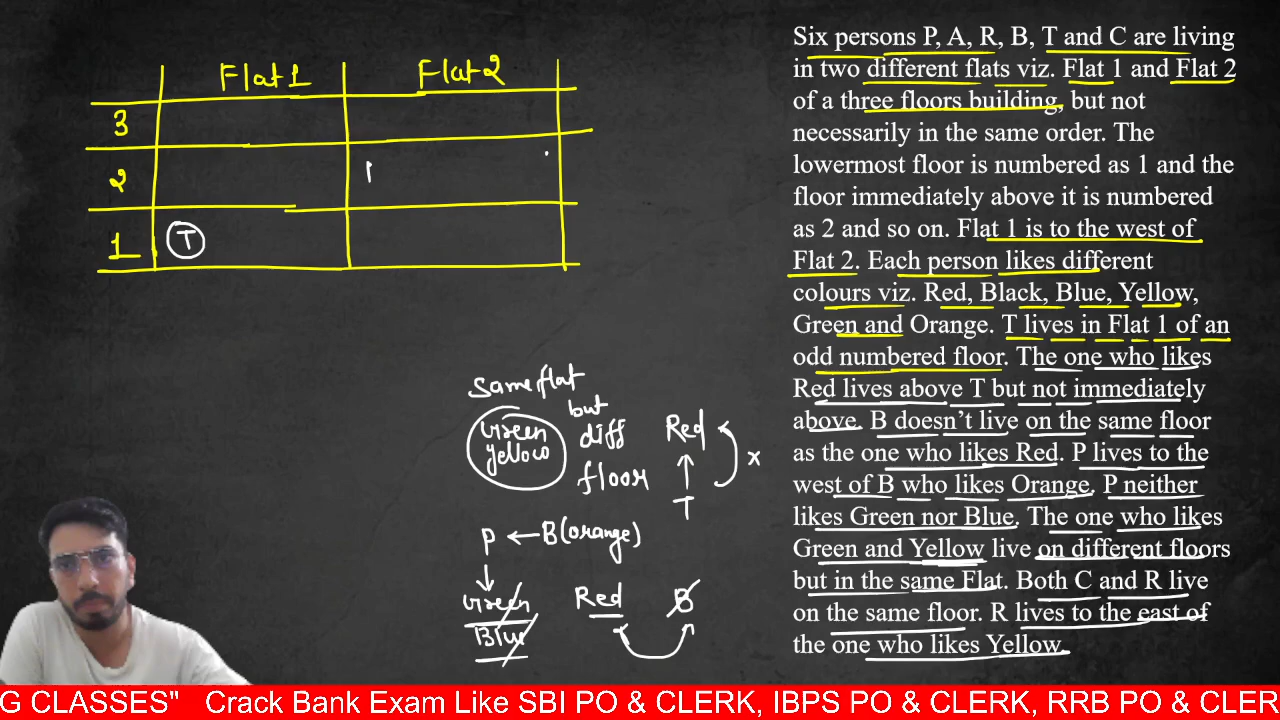 Flat 1
Flat 2
3
2
1
T
Same flat
but
Green
yellow
diff
floor
Red
T
x
P ← B(orange)
Green
Blue
Red
B
Six persons P, A, R, B, T and C are living
in two different flats viz. Flat 1 and Flat 2
of a three floors building, but not
necessarily in the same order. The
lowermost floor is numbered as 1 and the
floor immediately above it is numbered
as 2 and so on. Flat 1 is to the west of
Flat 2. Each person likes different
colours viz. Red, Black, Blue, Yellow,
Green and Orange. T lives in Flat 1 of an
odd numbered floor. The one who likes
Red lives above T but not immediately
above. B doesn’t live on the same floor
as the one who likes Red. P lives to the
west of B who likes Orange. P neither
likes Green nor Blue. The one who likes
Green and Yellow live on different floors
but in the same Flat. Both C and R live
on the same floor. R lives to the east of
the one who likes Yellow.
G CLASSES" Crack Bank Exam Like SBI PO & CLERK, IBPS PO & CLERK, RRB PO & CLER